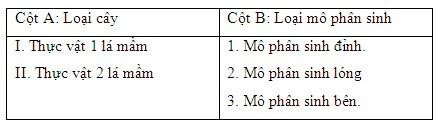 Cột A: Loại cây
Cột B: Loại mô phân sinh
I. Thực vật 1 lá mầm
II. Thực vật 2 lá mầm
1. Mô phân sinh đỉnh.
2. Mô phân sinh lóng
3. Mô phân sinh bên.